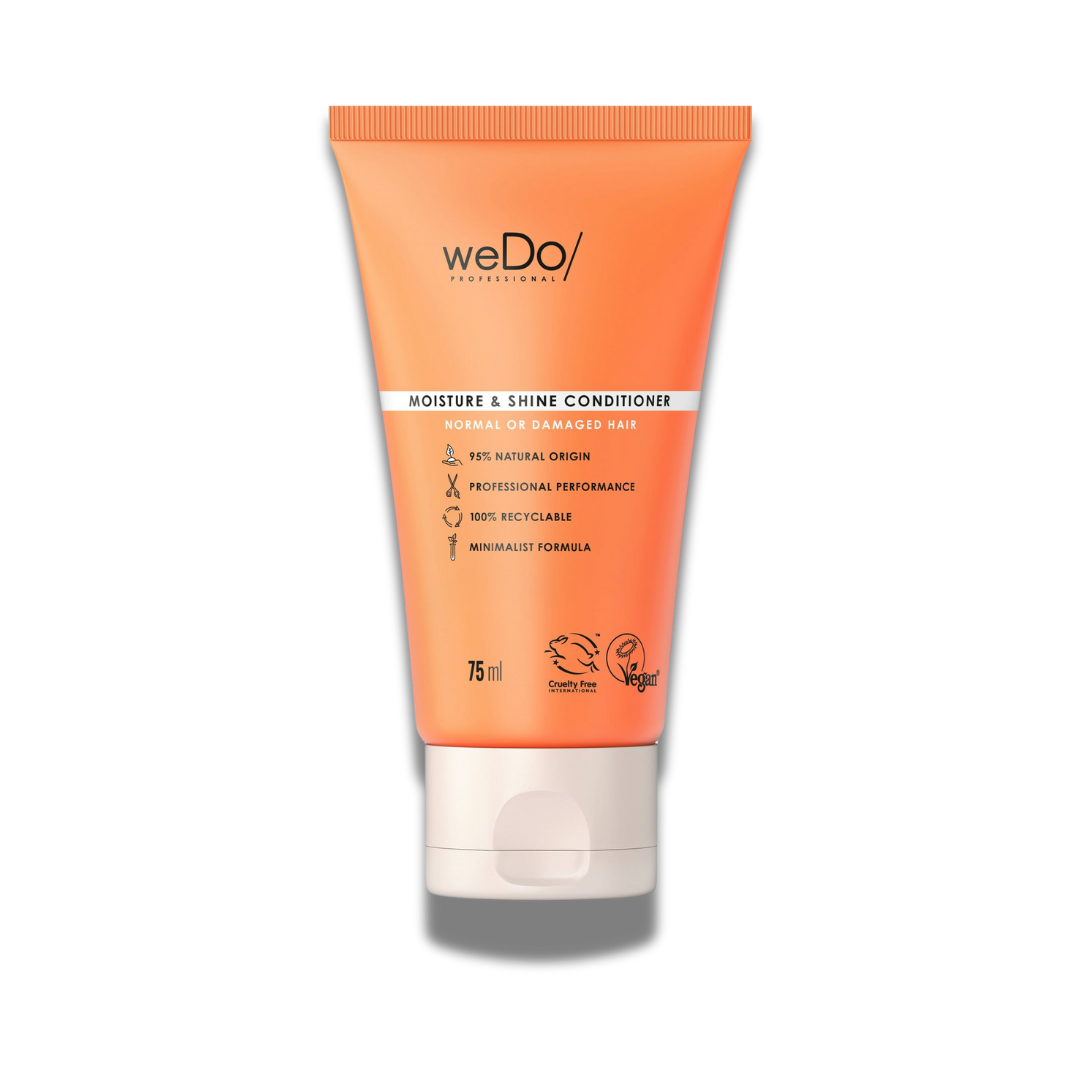 weDo/
PROFESSIONAL
MOISTURE & SHINE CONDITIONER
NORMAL OR DAMAGED HAIR
95% NATURAL ORIGIN
PROFESSIONAL PERFORMANCE
100% RECYCLABLE
MINIMALIST FORMULA
75 ml
Cruelty Free
INTERNATIONAL
TM
Vegan®